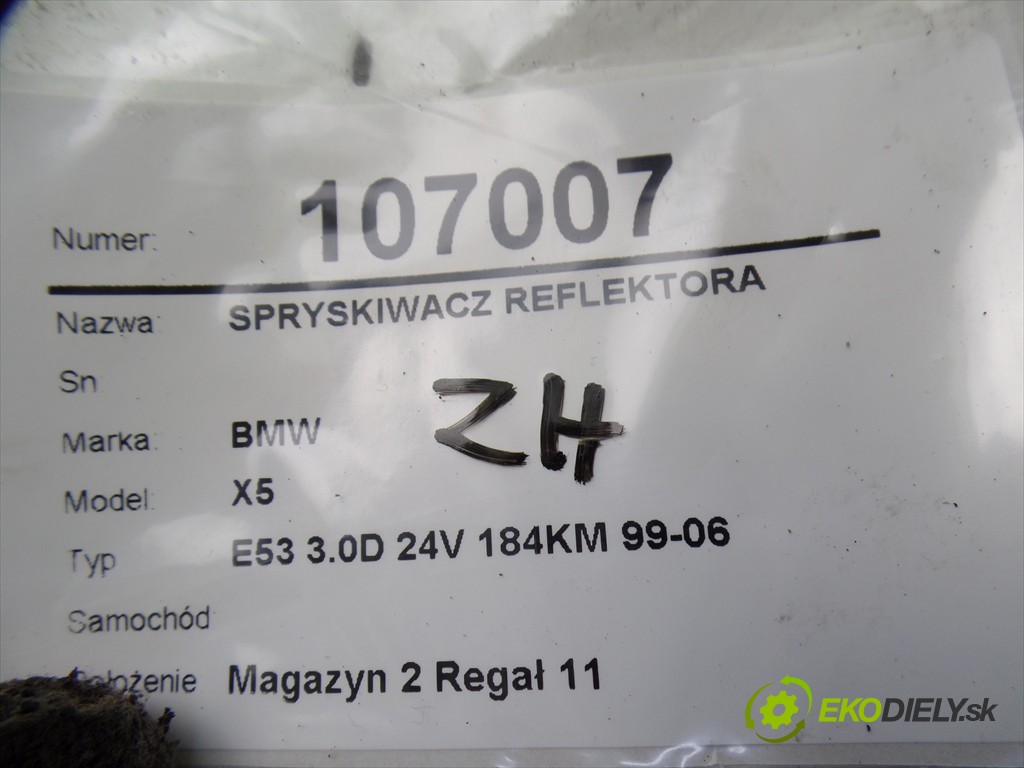 Numer: 107007
Nazwa: SPRYSKIWACZ REFLEKTORA
Sn
ZH
Marka: BMW
Model: X5
Typ E53 3.0D 24V 184KM 99-06
Samochód
Położenie Magazyn 2 Regał 11
EKODIELY.sk